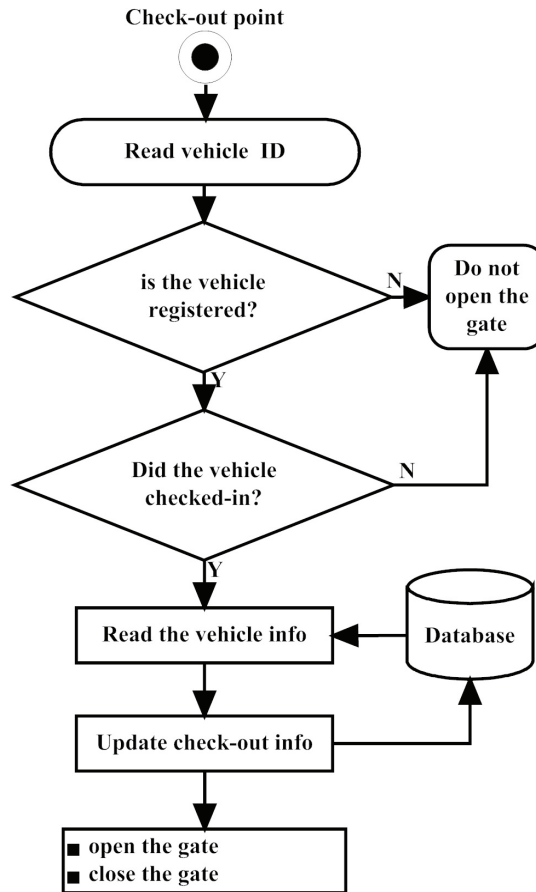 Check-out point
Read vehicle ID
is the vehicle
registered?
N
Do not
open the
gate
Y
Did the vehicle
checked-in?
N
Y
Read the vehicle info
Database
Update check-out info
open the gate
close the gate